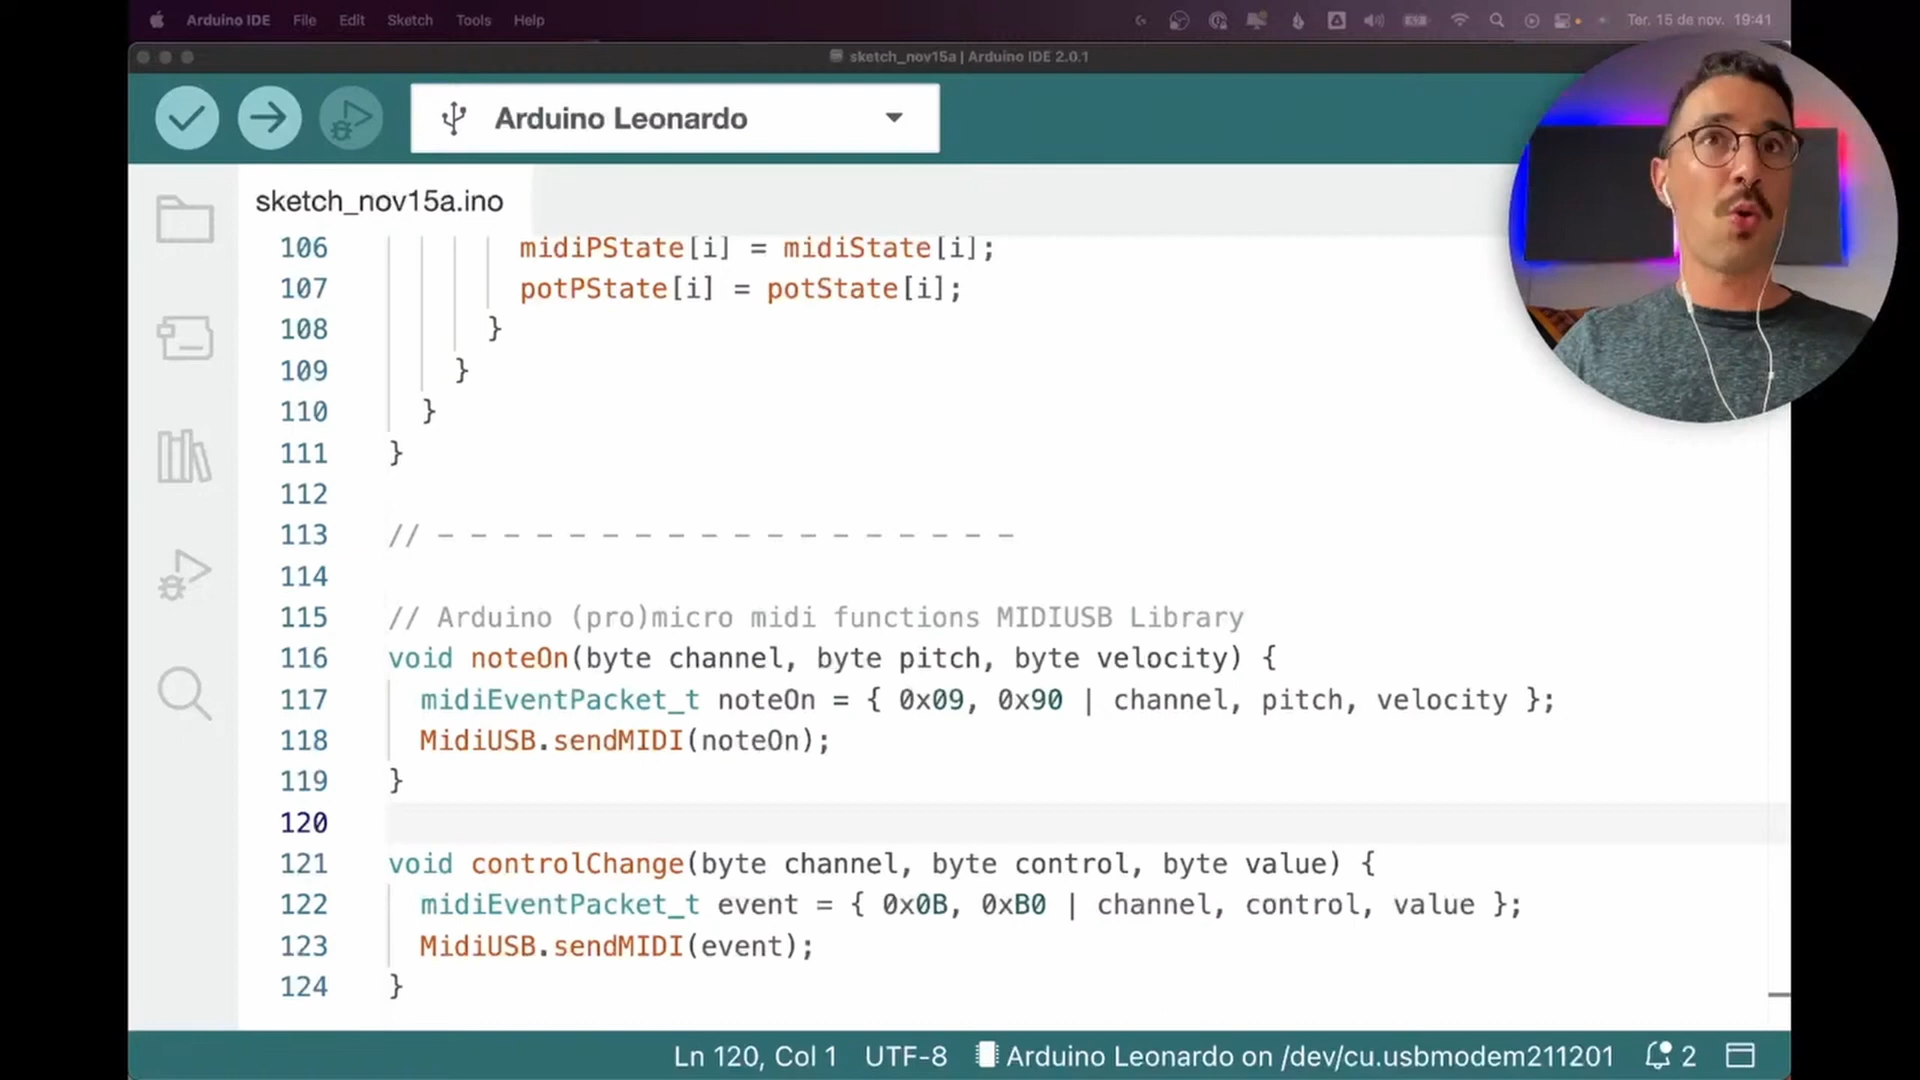 Arduino IDE File Edit Sketch Tools Help Ter. 15 de nov. 19:41
sketch_nov15a | Arduino IDE 2.0.1
Arduino Leonardo
sketch_nov15a.ino
106 midiPState[i] = midiState[i];
107 potPState[i] = potState[i];
108 }
109 }
110 }
111 }
112
113 // - - - - - - - - - - - - - - - - - -
114
115 // Arduino (pro)micro midi functions MIDIUSB Library
116 void noteOn(byte channel, byte pitch, byte velocity) {
117 midiEventPacket_t noteOn = { 0x09, 0x90 | channel, pitch, velocity };
118 MidiUSB.sendMIDI(noteOn);
119 }
120
121 void controlChange(byte channel, byte control, byte value) {
122 midiEventPacket_t event = { 0x0B, 0xB0 | channel, control, value };
123 MidiUSB.sendMIDI(event);
124 }
Ln 120, Col 1 UTF-8 Arduino Leonardo on /dev/cu.usbmodem211201 2